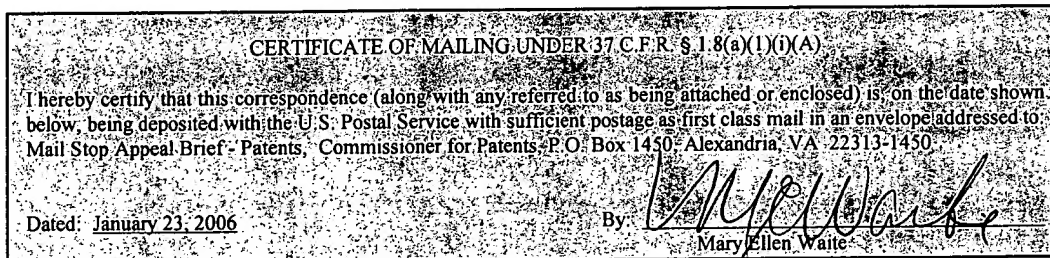 CERTIFICATE OF MAILING UNDER 37 C.F.R. § 1.8(a)(1)(i)(A)
I hereby certify that this correspondence (along with any referred to as being attached or enclosed) is, on the date shown
below, being deposited with the U.S. Postal Service with sufficient postage as first class mail in an envelope addressed to
Mail Stop Appeal Brief - Patents, Commissioner for Patents, P.O. Box 1450, Alexandria, VA 22313-1450.
Dated: January 23, 2006 By:
Mary Ellen Waite